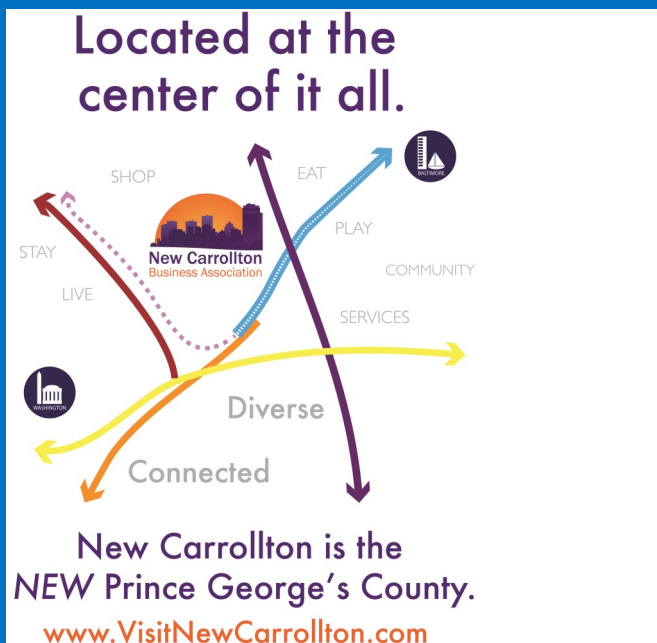 Located at the
center of it all.
SHOP
EAT
BALTIMORE
PLAY
STAY
New Carrollton
Business Association
COMMUNITY
LIVE
SERVICES
WASHINGTON
Diverse
Connected
New Carrollton is the
NEW Prince George's County.
www.VisitNewCarrollton.com